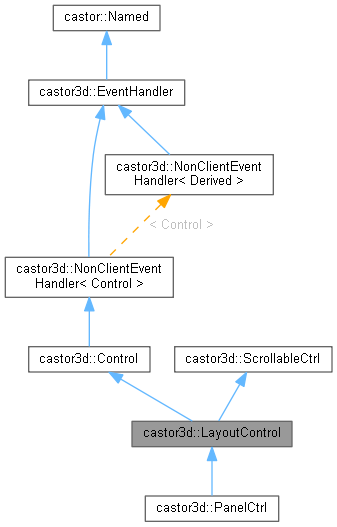 castor::Named
castor3d::EventHandler
castor3d::NonClientEvent
Handler< Derived >
< Control >
castor3d::NonClientEvent
Handler< Control >
castor3d::Control
castor3d::ScrollableCtrl
castor3d::LayoutControl
castor3d::PanelCtrl